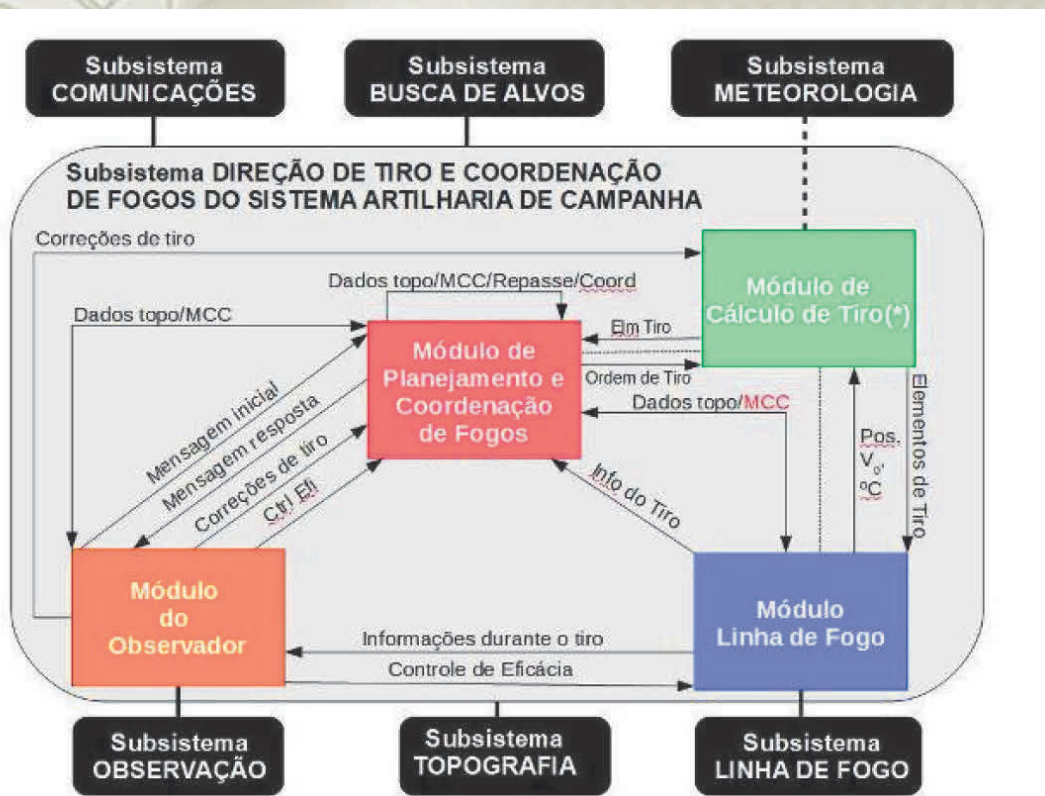 Subsistema
COMUNICAÇÕES
Subsistema
BUSCA DE ALVOS
Subsistema
METEOROLOGIA
Subsistema DIREÇÃO DE TIRO E COORDENAÇÃO
DE FOGOS DO SISTEMA ARTILHARIA DE CAMPANHA
Correções de tiro
Dados topo/MCC/Repasse/Coord
Dados topo/MCC
Módulo de
Cálculo de Tiro(*)
Elm Tiro
Módulo de
Planejamento e
Coordenação
de Fogos
Ordem de Tiro
Dados topo/MCC
Mensagem inicial
Mensagem resposta
Correções de tiro
Ctrl Efi
Info do Tiro
Pos,
V₀,
ºC
Elementos de Tiro
Módulo
do
Observador
Módulo
Linha de Fogo
Informações durante o tiro
Controle de Eficácia
Subsistema
OBSERVAÇÃO
Subsistema
TOPOGRAFIA
Subsistema
LINHA DE FOGO